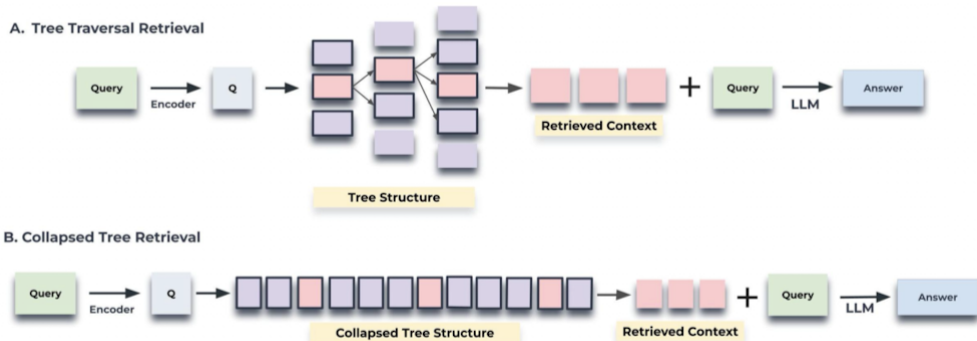 A. Tree Traversal Retrieval
Query
Encoder
Q
Tree Structure
Retrieved Context
+
Query
LLM
Answer
B. Collapsed Tree Retrieval
Query
Encoder
Q
Collapsed Tree Structure
Retrieved Context
+
Query
LLM
Answer